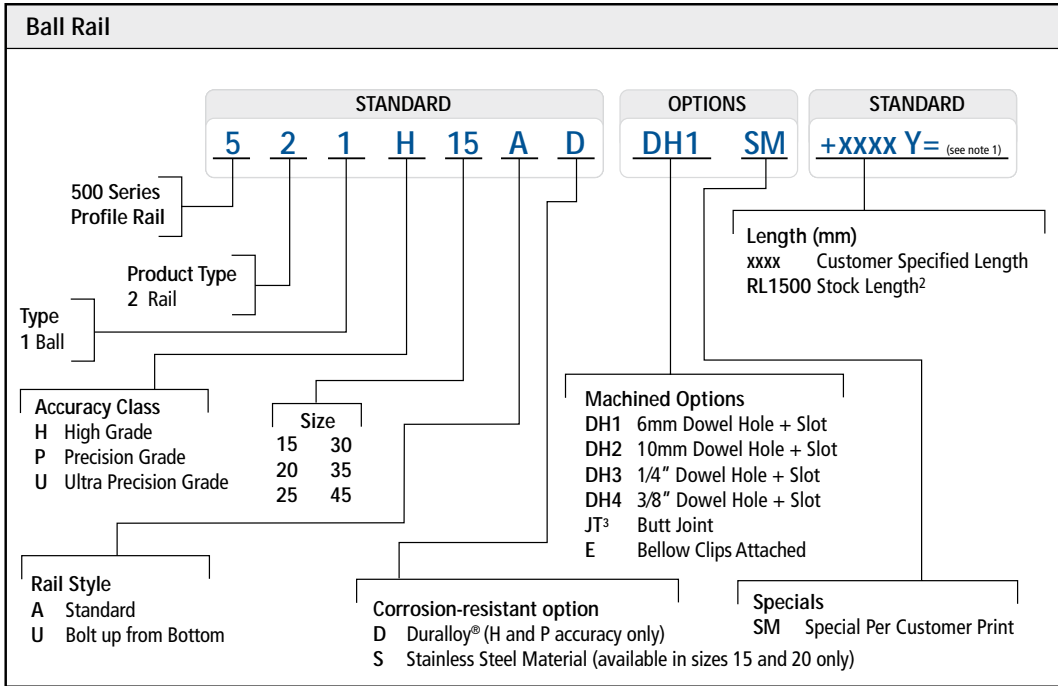 Ball Rail
STANDARD
OPTIONS
STANDARD
5 2 1 H 15 A D
DH1 SM
+xxxx Y= (see note 1)
500 Series
Profile Rail
Product Type
2 Rail
Type
1 Ball
Length (mm)
xxxx Customer Specified Length
RL1500 Stock Length²
Accuracy Class
H High Grade
P Precision Grade
U Ultra Precision Grade
Size
15 30
20 35
25 45
Machined Options
DH1 6mm Dowel Hole + Slot
DH2 10mm Dowel Hole + Slot
DH3 1/4" Dowel Hole + Slot
DH4 3/8" Dowel Hole + Slot
JT³ Butt Joint
E Bellow Clips Attached
Rail Style
A Standard
U Bolt up from Bottom
Corrosion-resistant option
D Duralloy® (H and P accuracy only)
S Stainless Steel Material (available in sizes 15 and 20 only)
Specials
SM Special Per Customer Print